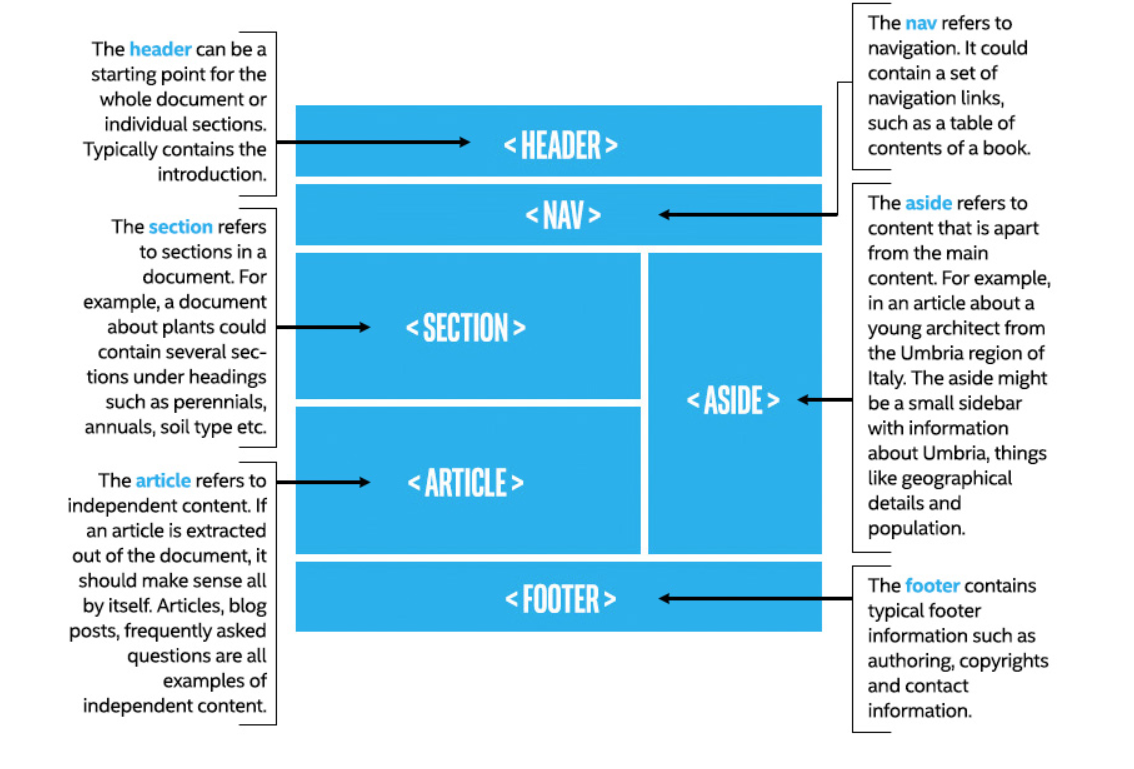 The header can be a
starting point for the
whole document or
individual sections.
Typically contains the
introduction.
The section refers
to sections in a
document. For
example, a document
about plants could
contain several sec-
tions under headings
such as perennials,
annuals, soil type etc.
The article refers to
independent content. If
an article is extracted
out of the document, it
should make sense all
by itself. Articles, blog
posts, frequently asked
questions are all
examples of
independent content.
< HEADER >
< NAV >
< SECTION >
< ARTICLE >
< ASIDE >
< FOOTER >
The nav refers to
navigation. It could
contain a set of
navigation links,
such as a table of
contents of a book.
The aside refers to
content that is apart
from the main
content. For example,
in an article about a
young architect from
the Umbria region of
Italy. The aside might
be a small sidebar
with information
about Umbria, things
like geographical
details and
population.
The footer contains
typical footer
information such as
authoring, copyrights
and contact
information.